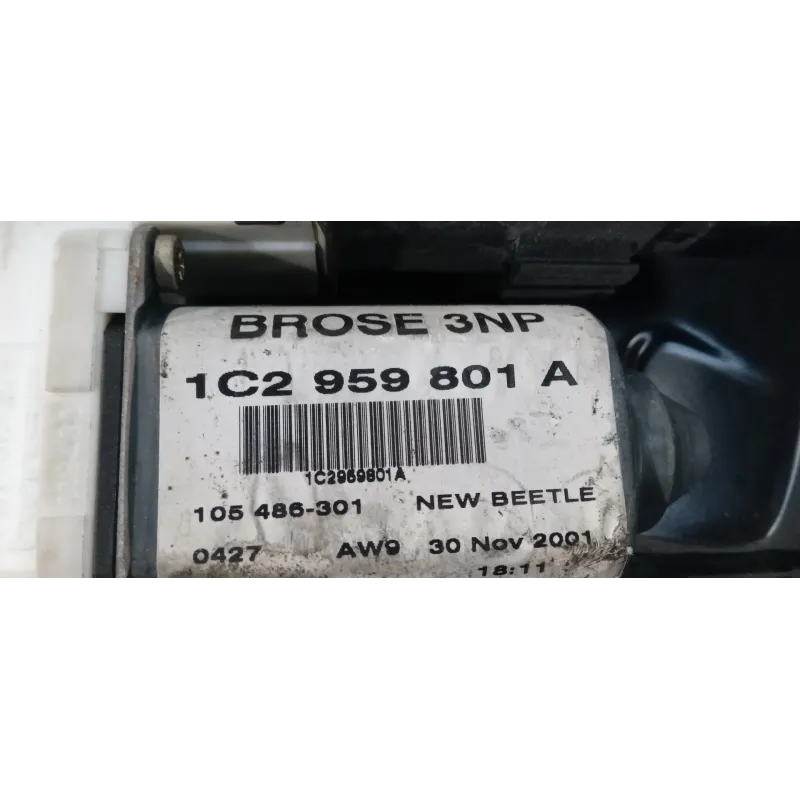 BROSE 3NP
1C2 959 801 A
1C2959801A
105 486-301 NEW BEETLE
0427 AW9 30 Nov 2001
18:11